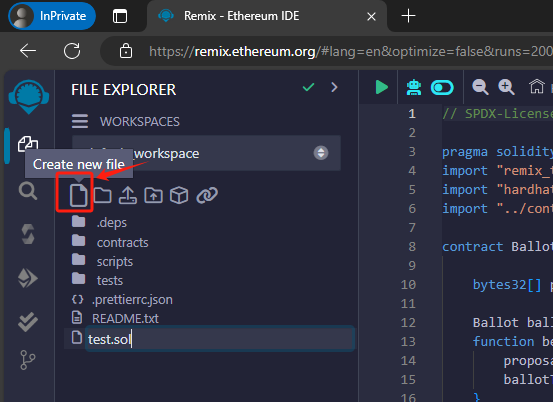 InPrivate
Remix - Ethereum IDE
https://remix.ethereum.org/#lang=en&optimize=false&runs=200
FILE EXPLORER
WORKSPACES
_workspace
Create new file
.deps
contracts
scripts
tests
.prettierrc.json
README.txt
test.sol
1 // SPDX-License
2
3 pragma solidity
4 import "remix_t
5 import "hardhat
6 import "../cont
7
8 contract Ballot
9
10 bytes32[] p
11
12 Ballot ball
13 function be
14 proposa
15 ballotT
16 }